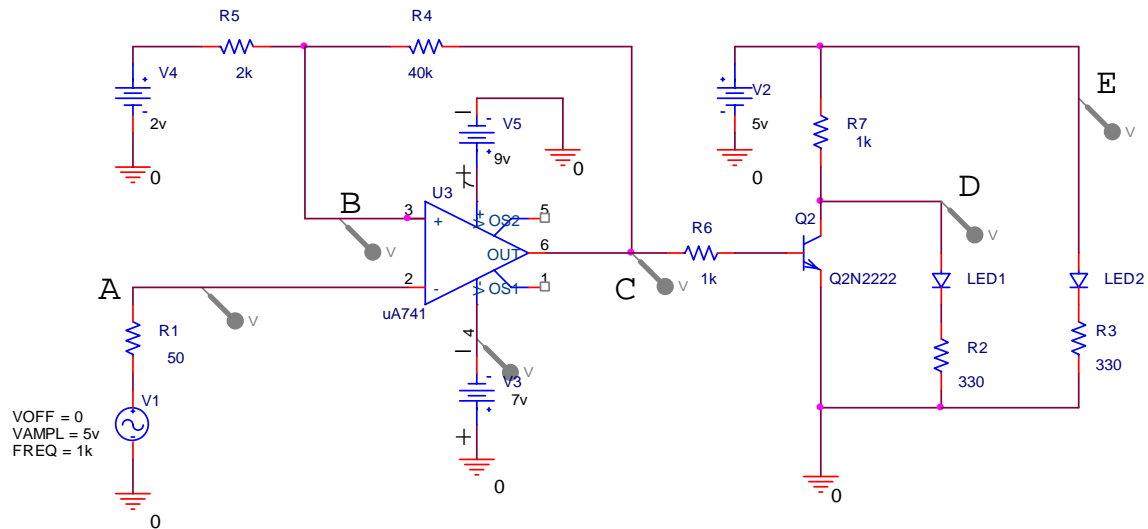 R5
R4
2k
40k
V4
2v
0
V5
9v
0
V2
5v
0
R7
1k
E
V
B
V
3
+
U3
7
V+
OS2
5
OUT
6
2
-
V-
OS1
1
uA741
4
A
V
R1
50
V1
VOFF = 0
VAMPL = 5v
FREQ = 1k
0
V
V3
7v
0
C
V
R6
1k
Q2
Q2N2222
D
V
LED1
LED2
R2
330
R3
330
0